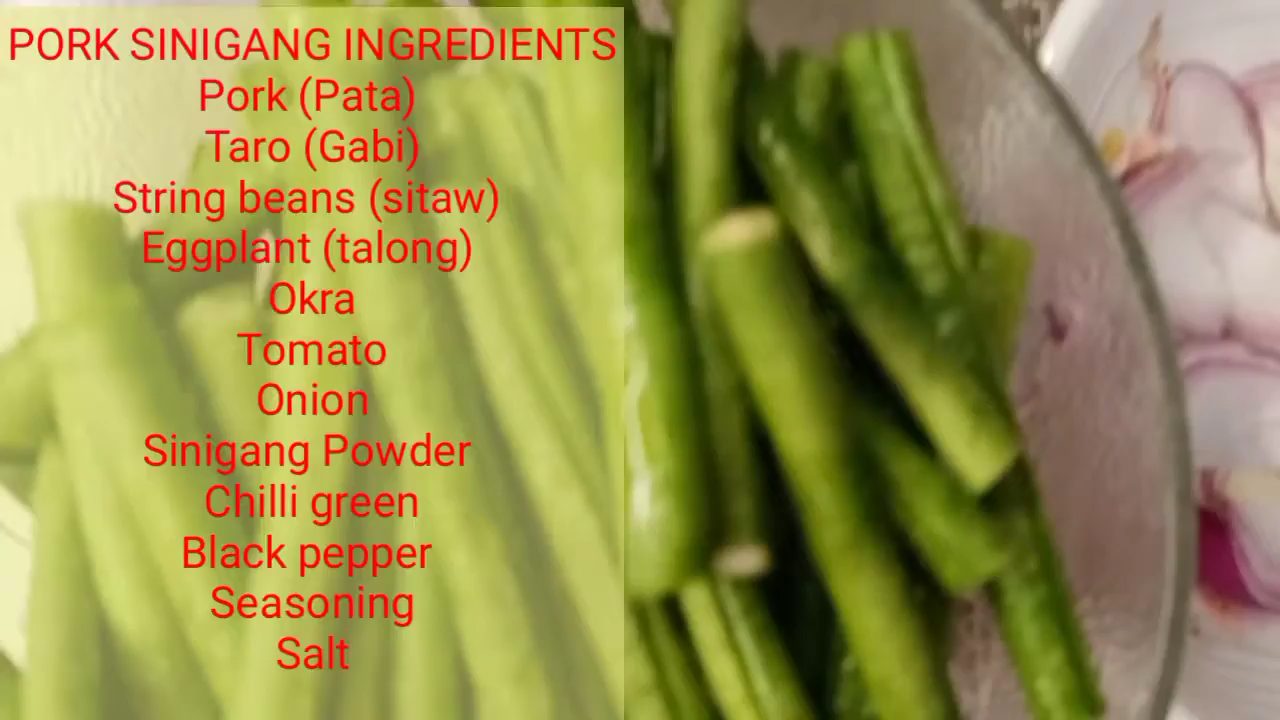 PORK SINIGANG INGREDIENTS
Pork (Pata)
Taro (Gabi)
String beans (sitaw)
Eggplant (talong)
Okra
Tomato
Onion
Sinigang Powder
Chilli green
Black pepper
Seasoning
Salt